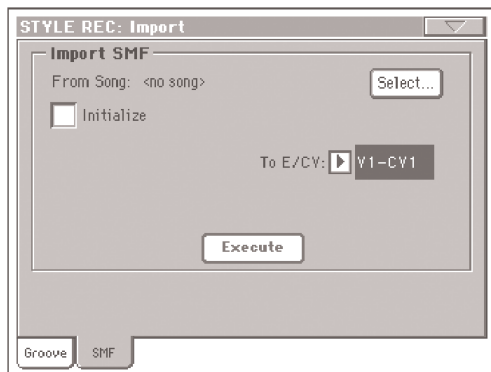 STYLE REC: Import
Import SMF
From Song: <no song>
Select...
Initialize
To E/CV: V1-CV1
Execute
Groove SMF